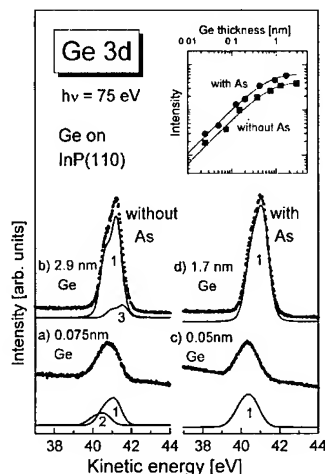 Ge 3d
hν = 75 eV
Ge on
InP(110)
Ge thickness [nm]
0 01 0.1 1
Intensity
with As
without As
without
As
with
As
b) 2.9 nm
Ge
1
3
d) 1.7 nm
Ge
1
a) 0.075nm
Ge
1
2
c) 0.05nm
Ge
1
Intensity [arb. units]
37 39 40 42 44
38 40 42 44
Kinetic energy [eV]